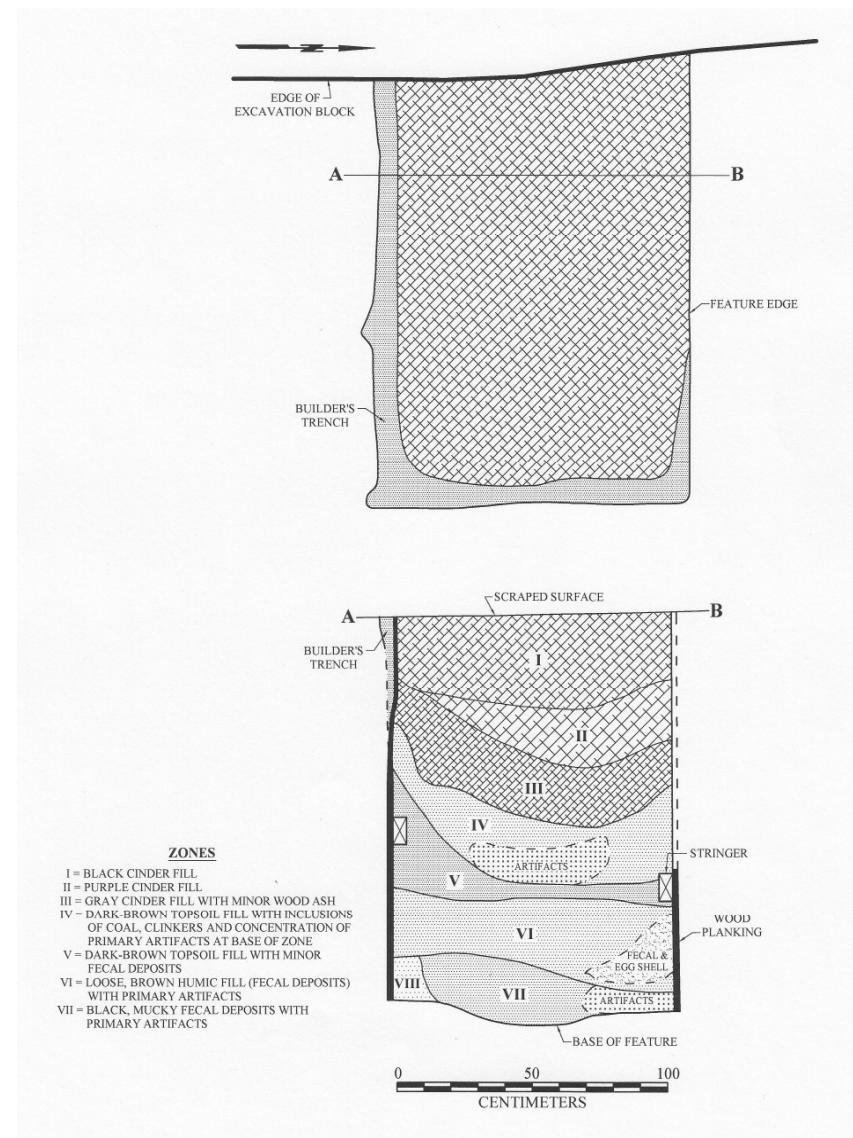 N
EDGE OF
EXCAVATION BLOCK
A
B
FEATURE EDGE
BUILDER'S
TRENCH
SCRAPED SURFACE
A
B
BUILDER'S
TRENCH
I
II
III
IV
ARTIFACTS
STRINGER
V
WOOD
PLANKING
VI
FECAL &
EGG SHELL
VIII
VII
ARTIFACTS
BASE OF FEATURE
ZONES
I = BLACK CINDER FILL
II = PURPLE CINDER FILL
III = GRAY CINDER FILL WITH MINOR WOOD ASH
IV = DARK-BROWN TOPSOIL FILL WITH INCLUSIONS
OF COAL, CLINKERS AND CONCENTRATION OF
PRIMARY ARTIFACTS AT BASE OF ZONE
V = DARK-BROWN TOPSOIL FILL WITH MINOR
FECAL DEPOSITS
VI = LOOSE, BROWN HUMIC FILL (FECAL DEPOSITS)
WITH PRIMARY ARTIFACTS
VII = BLACK, MUCKY FECAL DEPOSITS WITH
PRIMARY ARTIFACTS
0 50 100
CENTIMETERS